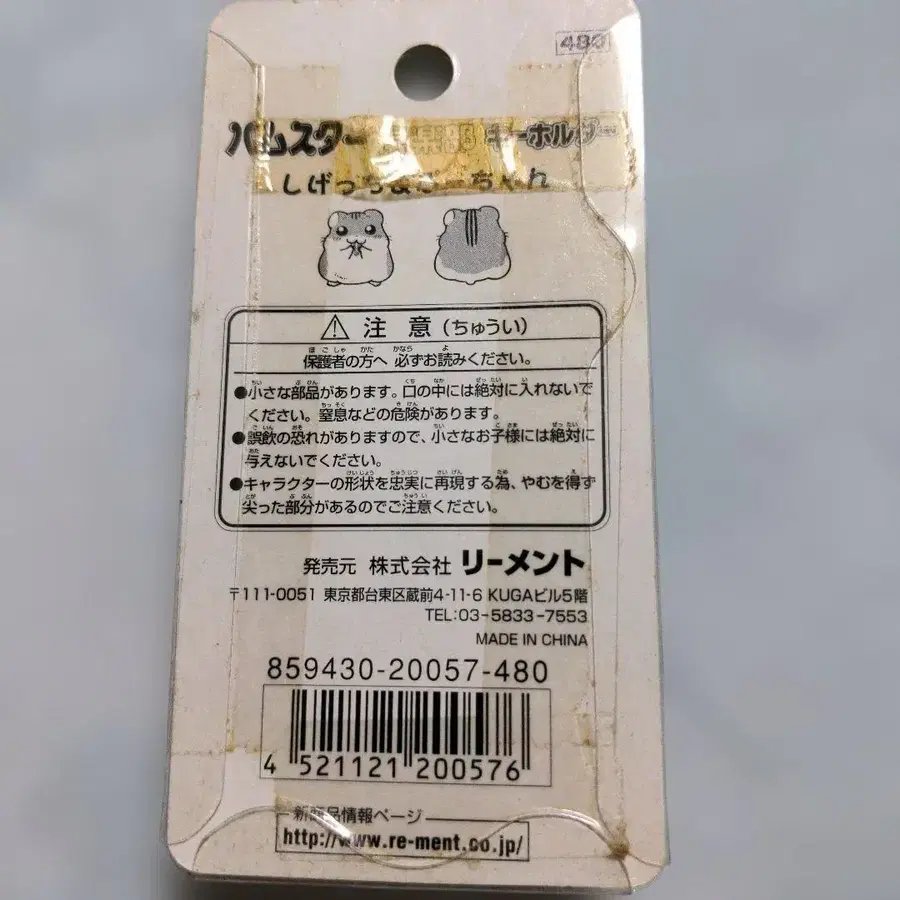 480
ハムスター倶楽部 キーホルダー
しげっちょぷーちゃん
⚠ 注意 (ちゅうい)
保護者の方へ 必ずお読みください。
●小さな部品があります。口の中には絶対に入れないで
ください。窒息などの危険があります。
●誤飲の恐れがありますので、小さなお子様には絶対に
与えないでください。
●キャラクターの形状を忠実に再現する為、やむを得ず
尖った部分があるのでご注意ください。
発売元 株式会社 リーメント
〒111-0051 東京都台東区蔵前4-11-6 KUGAビル5階
TEL:03-5833-7553
MADE IN CHINA
859430-20057-480
4 521121 200576
新商品情報ページ
http://www.re-ment.co.jp/